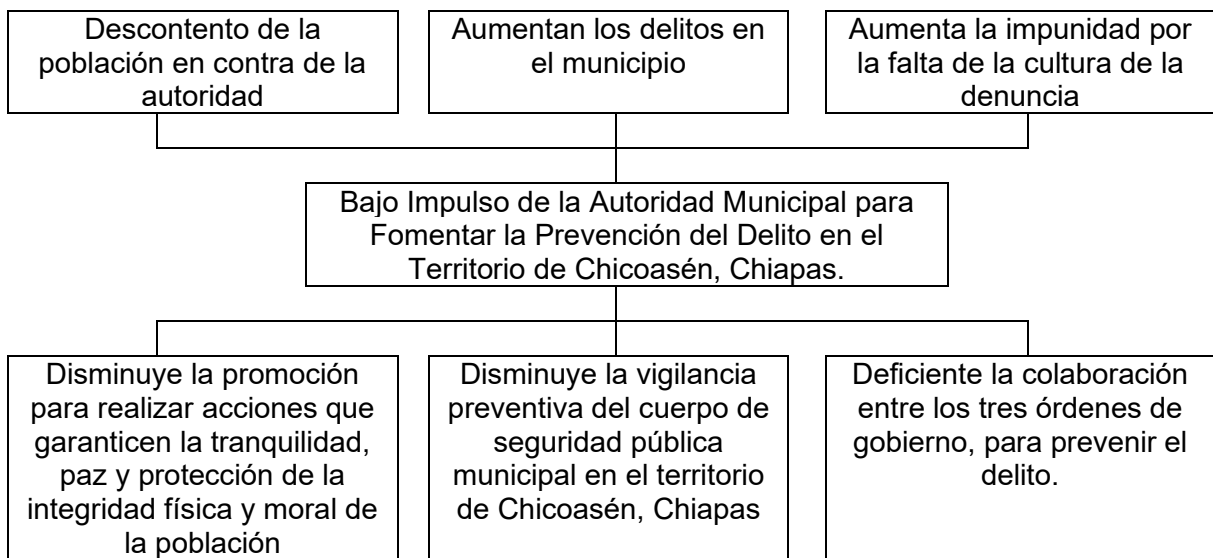 Descontento de la
población en contra de la
autoridad
Aumentan los delitos en
el municipio
Aumenta la impunidad por
la falta de la cultura de la
denuncia
Bajo Impulso de la Autoridad Municipal para
Fomentar la Prevención del Delito en el
Territorio de Chicoasén, Chiapas.
Disminuye la promoción
para realizar acciones que
garanticen la tranquilidad,
paz y protección de la
integridad física y moral de
la población
Disminuye la vigilancia
preventiva del cuerpo de
seguridad pública
municipal en el territorio
de Chicoasén, Chiapas
Deficiente la colaboración
entre los tres órdenes de
gobierno, para prevenir el
delito.